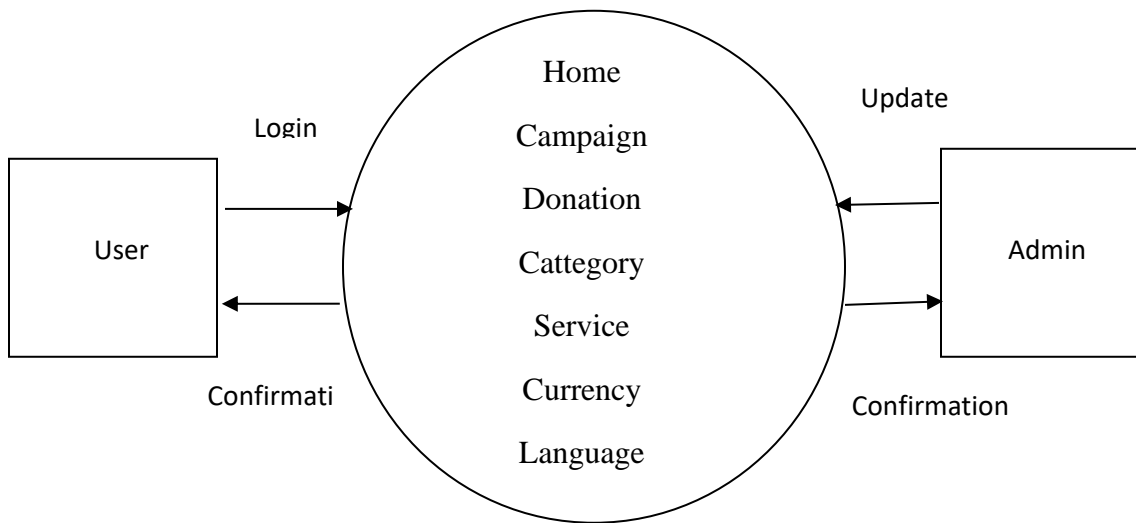 Home
Update
Login
Campaign
Donation
User
Cattegory
Admin
Service
Confirmati
Currency
Confirmation
Language